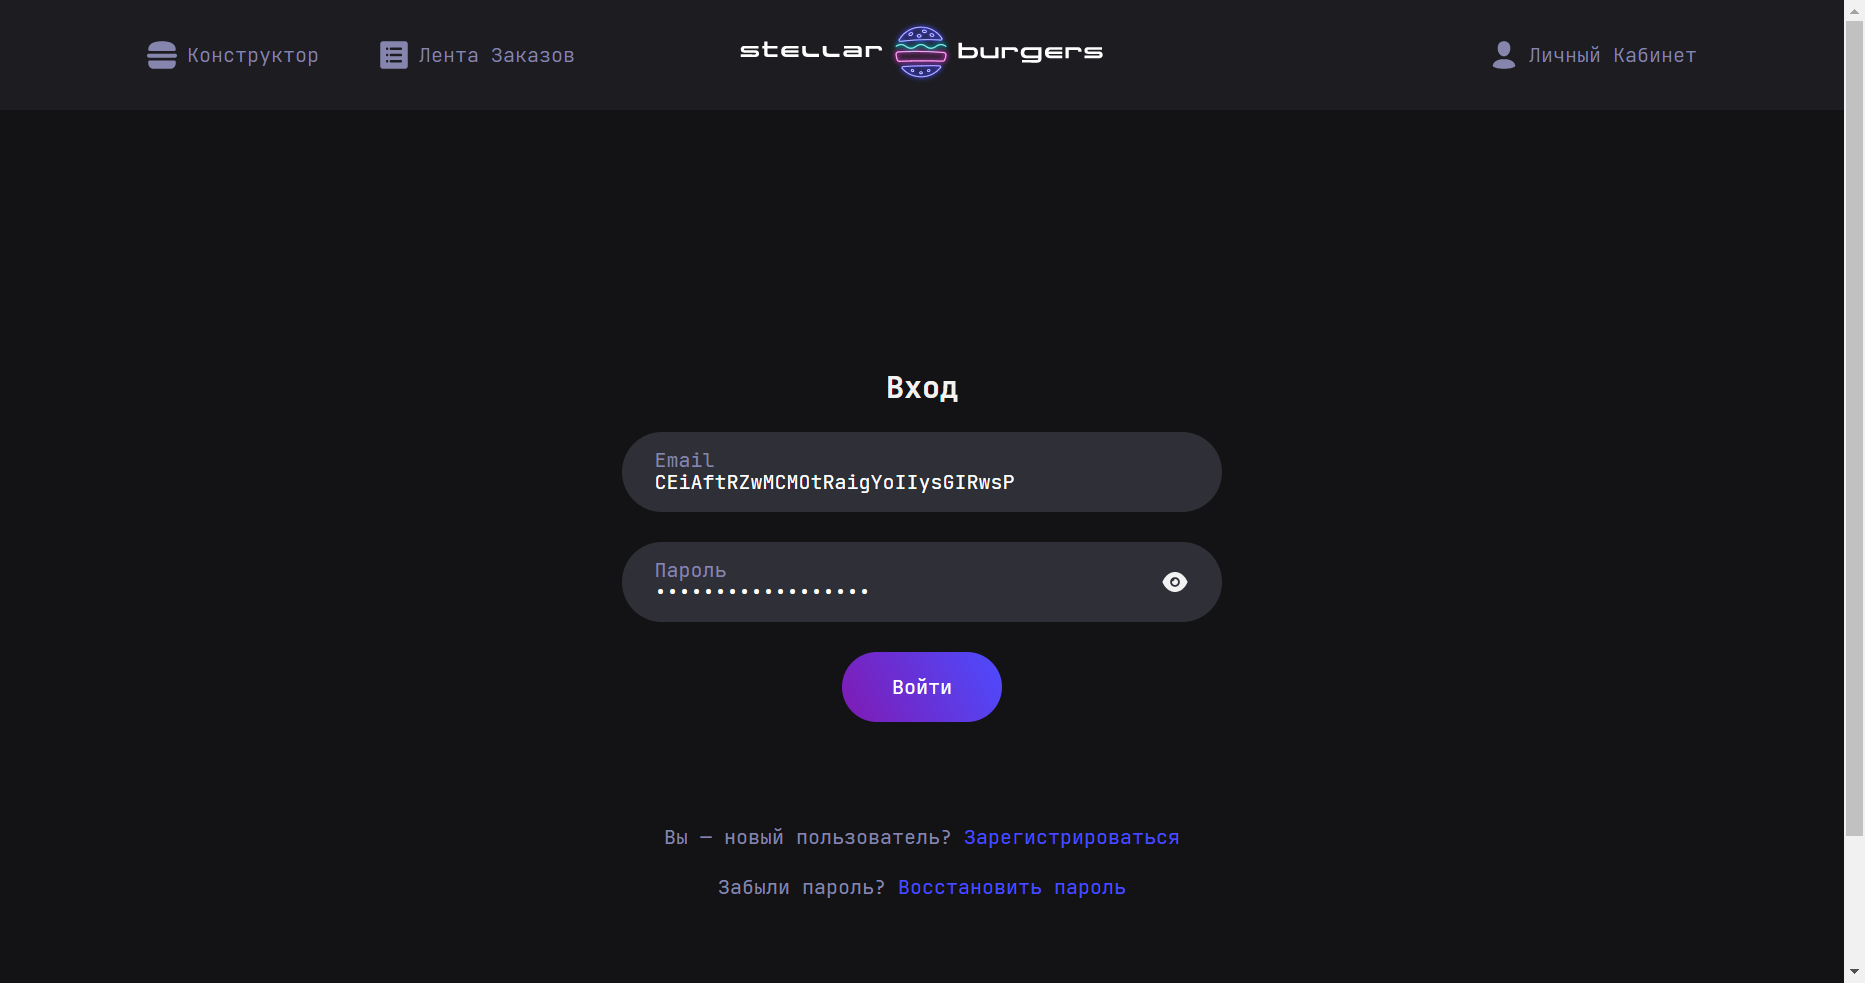 Конструктор
Лента Заказов
stellar burgers
Личный Кабинет
Вход
Email
CEiAftRZwMCMOtRaigYoIIysGIRwsP
Пароль
••••••••••••••••••
Войти
Вы — новый пользователь? Зарегистрироваться
Забыли пароль? Восстановить пароль